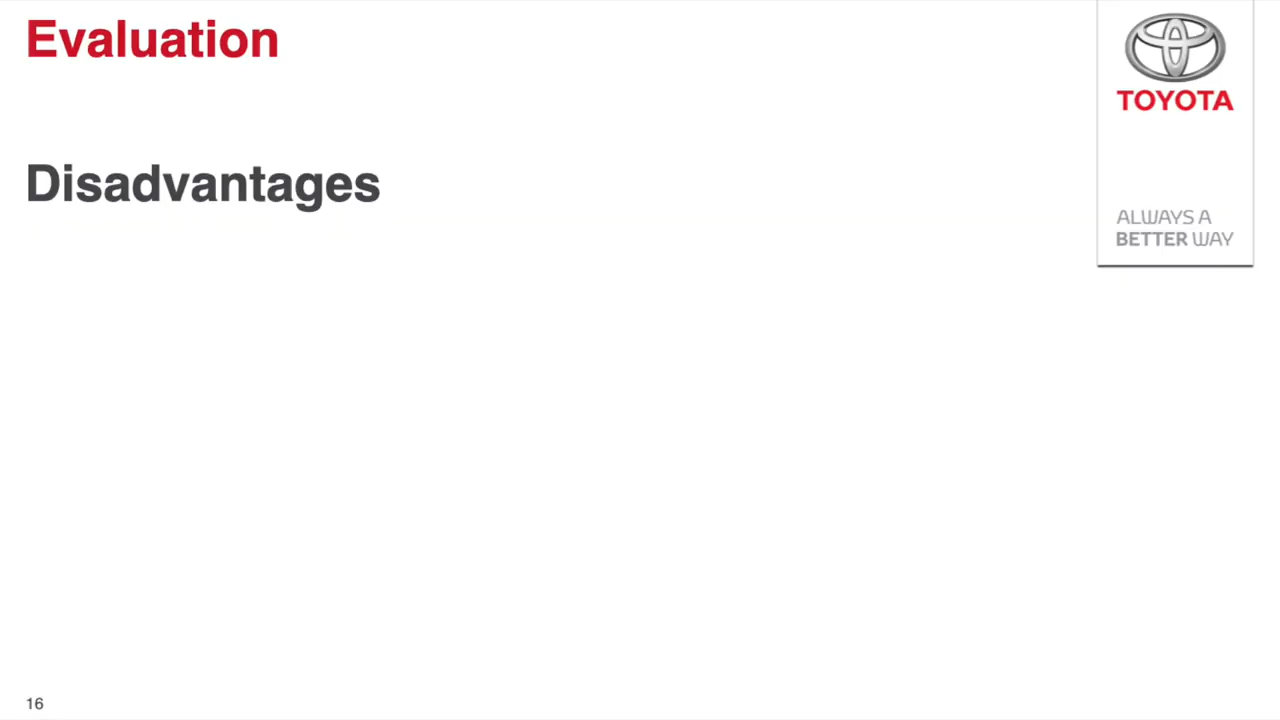 Evaluation
TOYOTA
Disadvantages
ALWAYS A
BETTER WAY
16